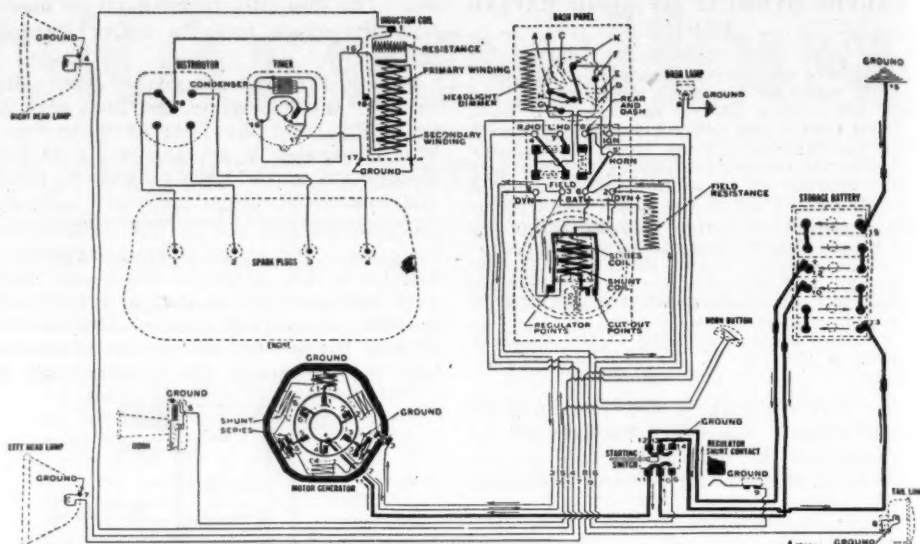 GROUND
RIGHT HEAD LAMP
DISTRIBUTOR
TIMER
CONDENSER
INDUCTION COIL
RESISTANCE
PRIMARY WINDING
SECONDARY
WINDING
GROUND
DASH PANEL
HEADLIGHT
DIMMER
REAR
AND
DASH
IGN
HORN
DASH LAMP
GROUND
GROUND
FIELD
DYN-
BAT
DYN+
FIELD
RESISTANCE
STORAGE BATTERY
SERIES
COIL
SHUNT
COIL
REGULATOR
POINTS
CUT-OUT
POINTS
HORN BUTTON
SPARK PLUGS
ENGINE
GROUND
GROUND
SHUNT
SERIES
GROUND
HORN
MOTOR GENERATOR
LEFT HEAD LAMP
GROUND
GROUND
STARTING
SWITCH
REGULATOR
SHUNT CONTACT
GROUND
TAIL
GROUND